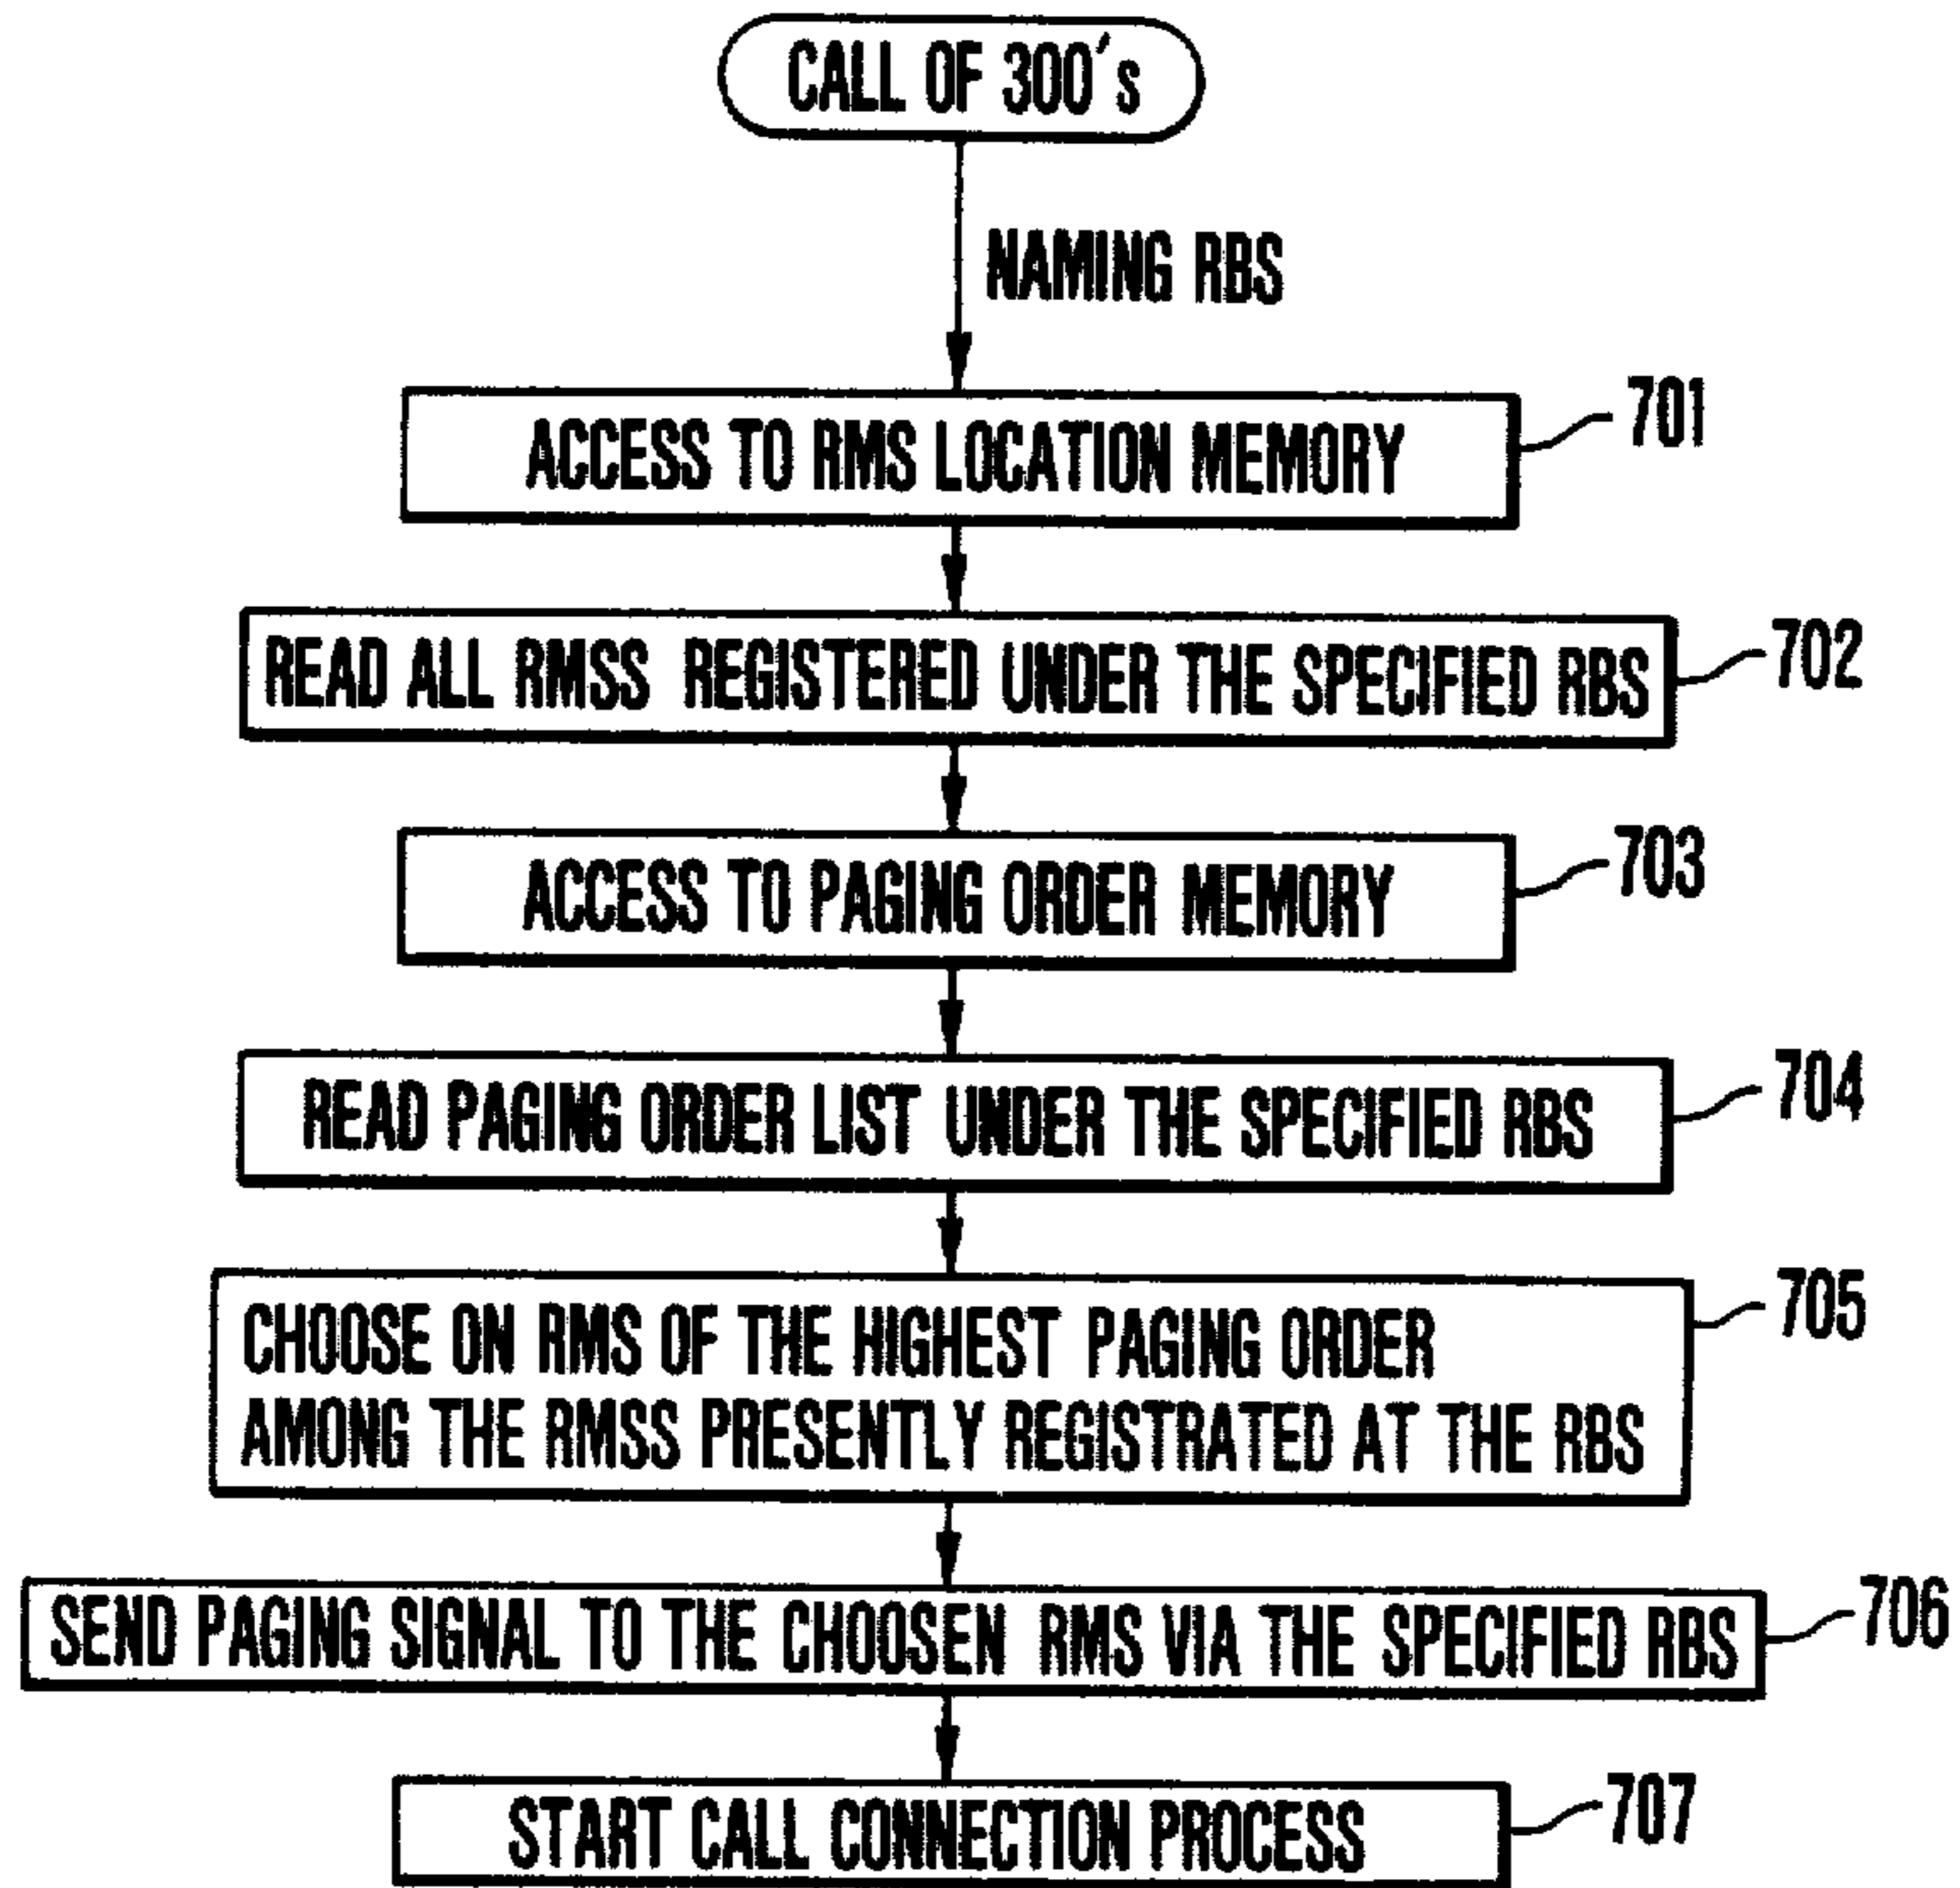 CALL OF 300's
NAMING RBS
ACCESS TO RMS LOCATION MEMORY
701
READ ALL RMSS REGISTERED UNDER THE SPECIFIED RBS
702
ACCESS TO PAGING ORDER MEMORY
703
READ PAGING ORDER LIST UNDER THE SPECIFIED RBS
704
CHOOSE ON RMS OF THE HIGHEST PAGING ORDER
AMONG THE RMSS PRESENTLY REGISTRATED AT THE RBS
705
SEND PAGING SIGNAL TO THE CHOOSEN RMS VIA THE SPECIFIED RBS
706
START CALL CONNECTION PROCESS
707